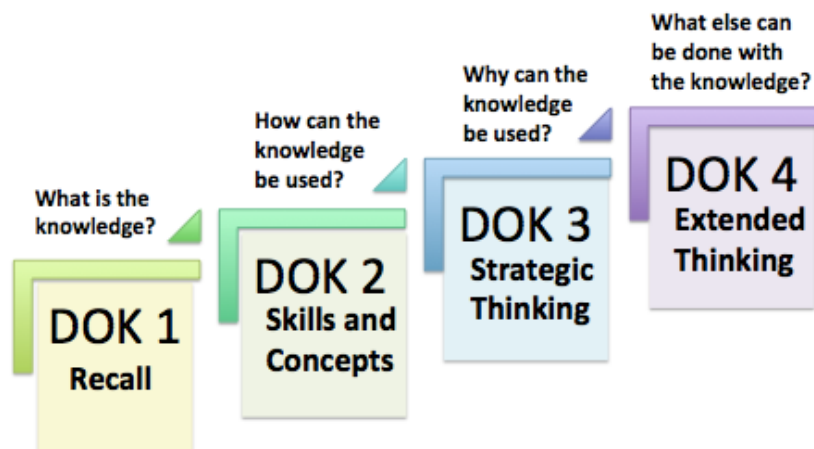 What is the
knowledge?
DOK 1
Recall
How can the
knowledge
be used?
DOK 2
Skills and
Concepts
Why can the
knowledge
be used?
DOK 3
Strategic
Thinking
What else can
be done with
the knowledge?
DOK 4
Extended
Thinking